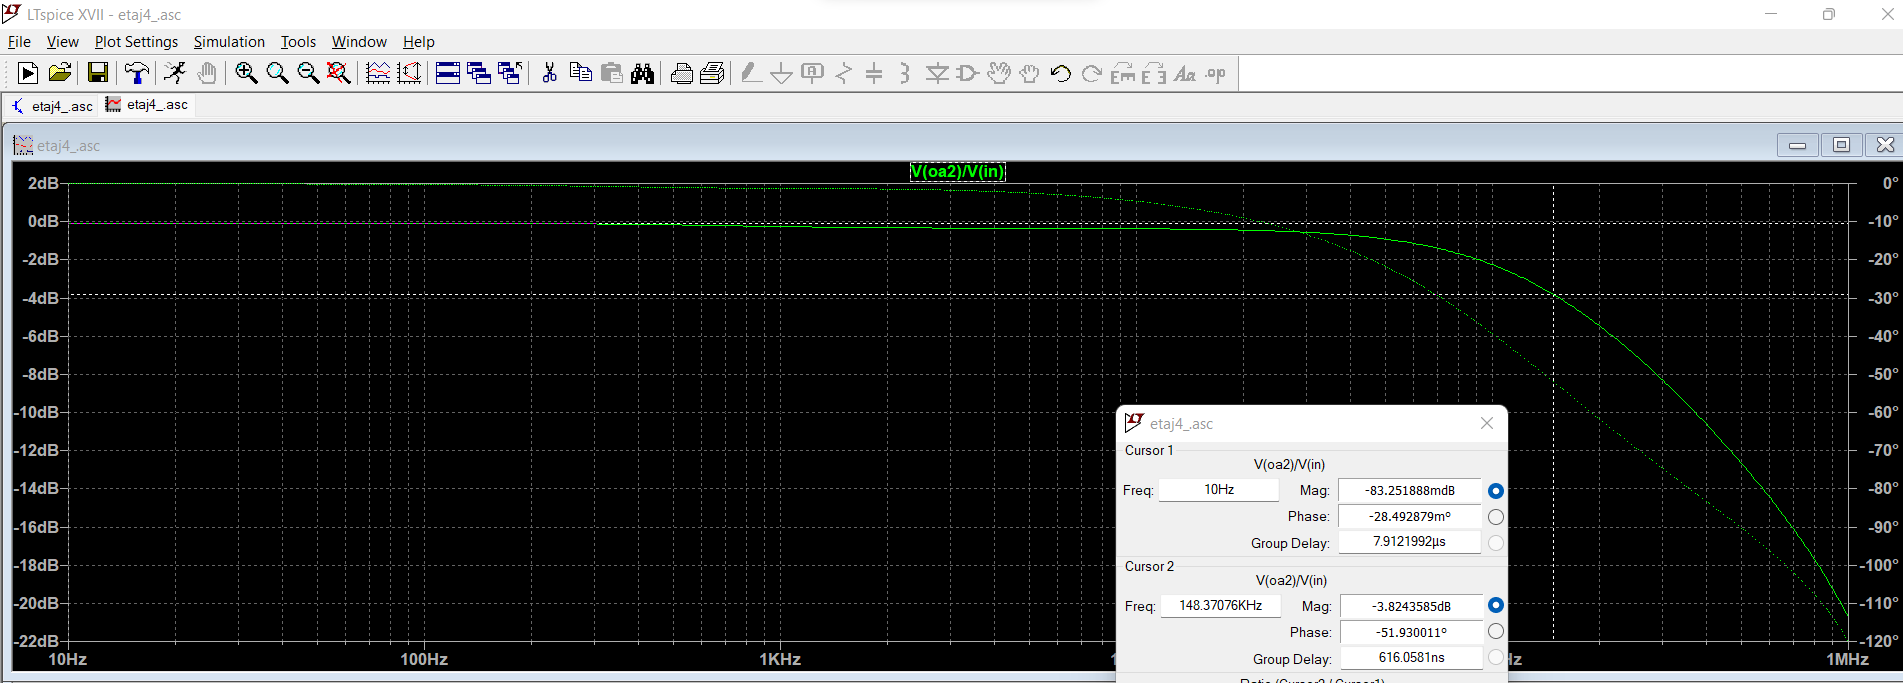 LTspice XVII - etaj4_.asc
File View Plot Settings Simulation Tools Window Help
etaj4_.asc etaj4_.asc
etaj4_.asc
V(oa2)/V(in)
2dB 0°
0dB -10°
-2dB -20°
-4dB -30°
-6dB -40°
-8dB -50°
-10dB -60°
-12dB -70°
-14dB -80°
-16dB -90°
-18dB -100°
-20dB -110°
-22dB -120°
10Hz 100Hz 1KHz 1MHz
etaj4_.asc
Cursor 1
V(oa2)/V(in)
Freq: 10Hz Mag: -83.251888mdB
Phase: -28.492879m°
Group Delay: 7.9121992µs
Cursor 2
V(oa2)/V(in)
Freq: 148.37076KHz Mag: -3.8243585dB
Phase: -51.930011°
Group Delay: 616.0581ns
Ratio (Cursor2 / Cursor1)